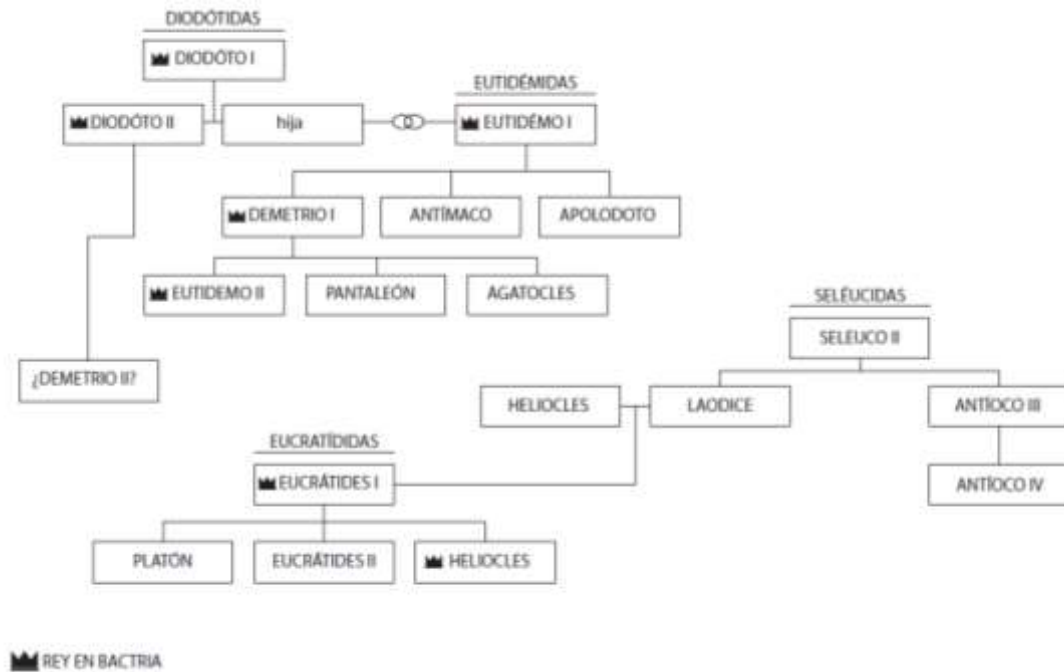 DIODÓTIDAS
DIODÓTO I
EUTIDÉMIDAS
DIODÓTO II
hija
EUTIDÉMO I
DEMETRIO I
ANTÍMACO
APOLODOTO
EUTIDEMO II
PANTALEÓN
AGATOCLES
SELÉUCIDAS
SELEUCO II
¿DEMETRIO II?
HELIOCLES
LAODICE
ANTÍOCO III
EUCRATÍDIDAS
EUCRÁTIDES I
ANTÍOCO IV
PLATÓN
EUCRÁTIDES II
HELIOCLES
REY EN BACTRIA